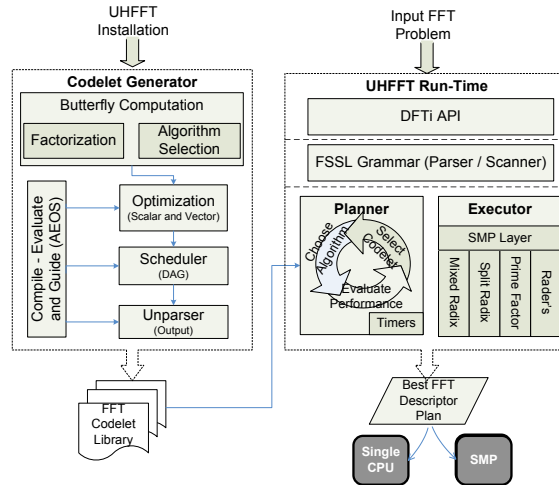 UHFFT
Installation
Codelet Generator
Butterfly Computation
Factorization
Algorithm
Selection
Compile - Evaluate
and Guide (AEOS)
Optimization
(Scalar and Vector)
Scheduler
(DAG)
Unparser
(Output)
FFT
Codelet
Library
Input FFT
Problem
UHFFT Run-Time
DFTi API
FSSL Grammar (Parser / Scanner)
Planner
Choose
Algorithm
Select
Codelet
Evaluate
Performance
Timers
Executor
SMP Layer
Mixed Radix
Split Radix
Prime Factor
Rader's
Best FFT
Descriptor
Plan
Single
CPU
SMP